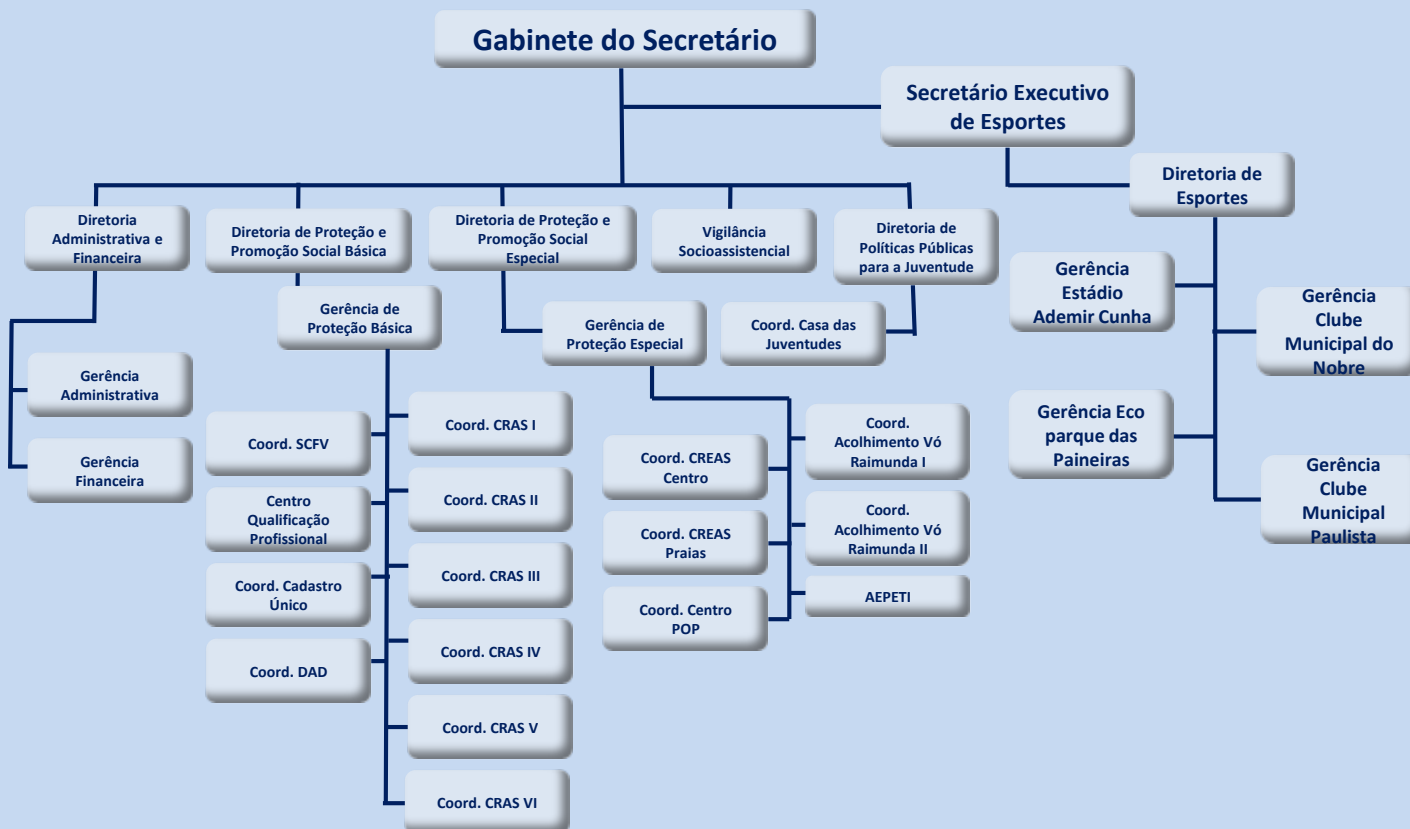 Gabinete do Secretário
Secretário Executivo
de Esportes
Diretoria de
Esportes
Diretoria
Administrativa e
Financeira
Diretoria de Proteção e
Promoção Social Básica
Diretoria de Proteção e
Promoção Social
Especial
Vigilância
Socioassistencial
Diretoria de
Políticas Públicas
para a Juventude
Gerência
Estádio
Ademir Cunha
Gerência
Clube
Municipal do
Nobre
Gerência de
Proteção Básica
Gerência de
Proteção Especial
Coord. Casa das
Juventudes
Gerência
Administrativa
Gerência
Financeira
Gerência Eco
parque das
Paineiras
Gerência
Clube
Municipal
Paulista
Coord. SCFV
Centro
Qualificação
Profissional
Coord. Cadastro
Único
Coord. DAD
Coord. CRAS I
Coord. CRAS II
Coord. CRAS III
Coord. CRAS IV
Coord. CRAS V
Coord. CRAS VI
Coord. CREAS
Centro
Coord. CREAS
Praias
Coord. Centro
POP
Coord.
Acolhimento Vó
Raimunda I
Coord.
Acolhimento Vó
Raimunda II
AEPETI